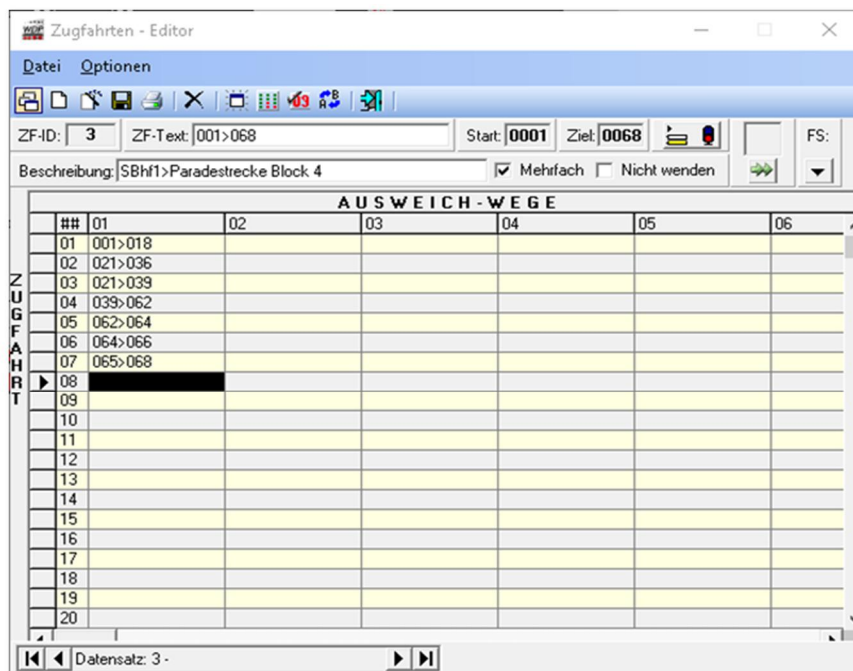 Zugfahrten - Editor
Datei Optionen
ZF-ID: 3 ZF-Text: 001>068 Start: 0001 Ziel: 0068 FS:
Beschreibung: SBhf1>Paradestrecke Block 4 Mehrfach Nicht wenden
AUSWEICH-WEGE
## 01 02 03 04 05 06
01 001>018
02 021>036
03 021>039
04 039>062
05 062>064
06 064>066
07 065>068
08
09
10
11
12
13
14
15
16
17
18
19
20
ZUGFAHRT
Datensatz: 3 -